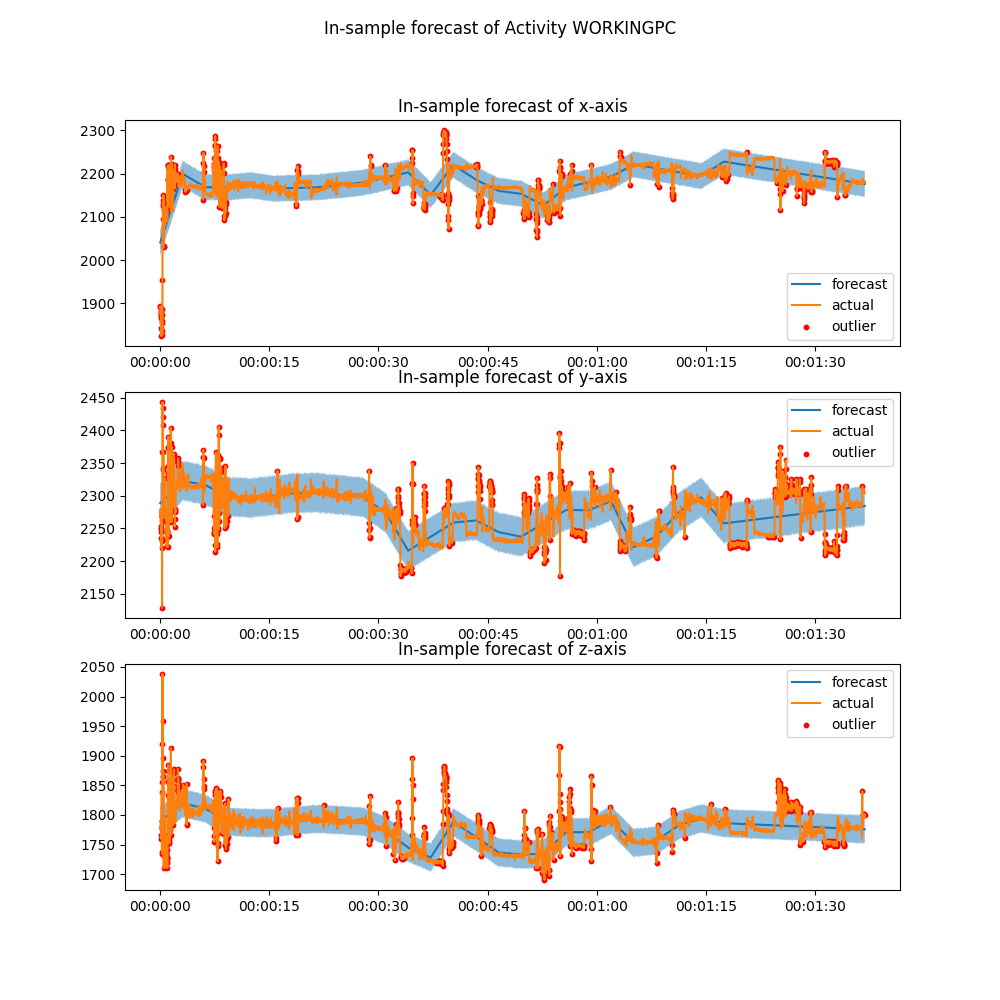 In-sample forecast of Activity WORKINGPC
In-sample forecast of x-axis
2300
2200
2100
2000
1900
forecast
actual
outlier
00:00:00 00:00:15 00:00:30 00:00:45 00:01:00 00:01:15 00:01:30
In-sample forecast of y-axis
2450
2400
2350
2300
2250
2200
2150
forecast
actual
outlier
00:00:00 00:00:15 00:00:30 00:00:45 00:01:00 00:01:15 00:01:30
In-sample forecast of z-axis
2050
2000
1950
1900
1850
1800
1750
1700
forecast
actual
outlier
00:00:00 00:00:15 00:00:30 00:00:45 00:01:00 00:01:15 00:01:30